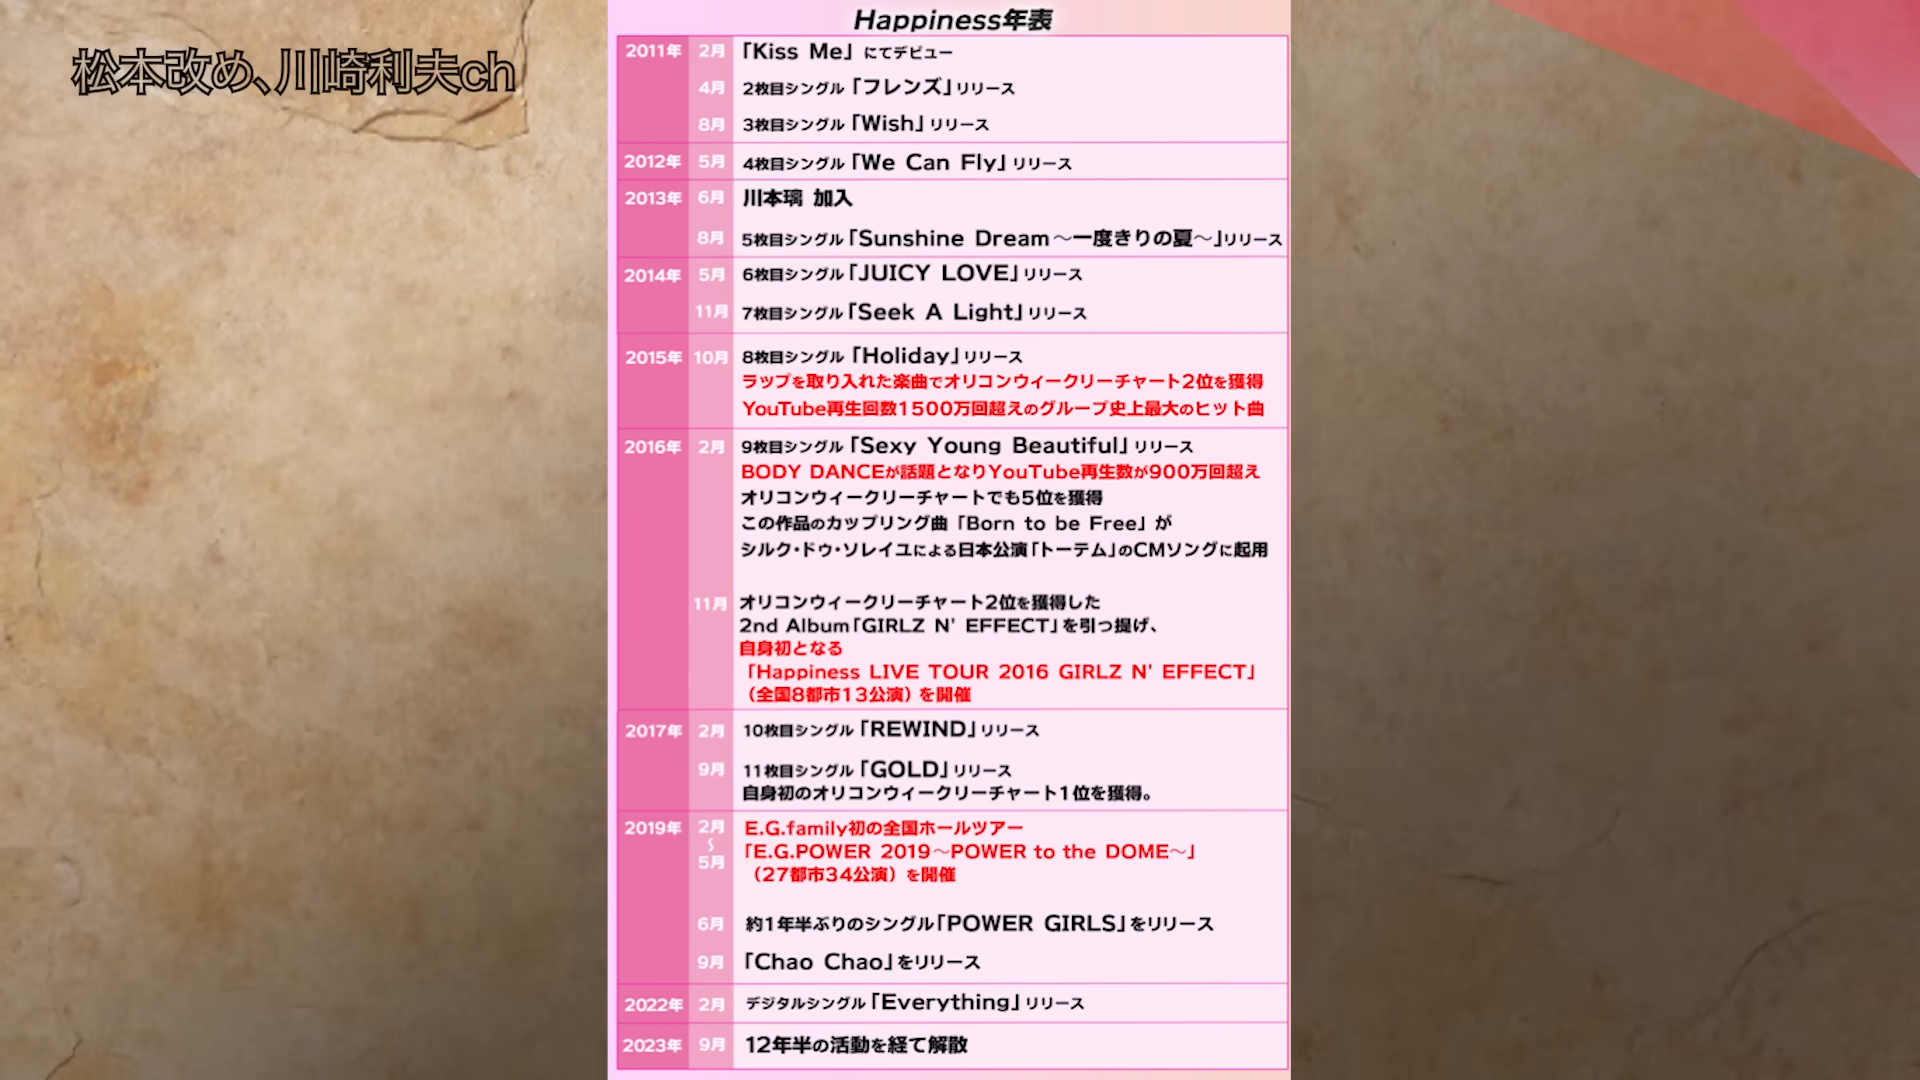 Happiness年表
松本改め、川崎利夫ch
2011年 2月 「Kiss Me」にてデビュー
4月 2枚目シングル「フレンズ」リリース
8月 3枚目シングル「Wish」リリース
2012年 5月 4枚目シングル「We Can Fly」リリース
2013年 6月 川本璃 加入
8月 5枚目シングル「Sunshine Dream～一度きりの夏～」リリース
2014年 5月 6枚目シングル「JUICY LOVE」リリース
11月 7枚目シングル「Seek A Light」リリース
2015年 10月 8枚目シングル「Holiday」リリース
ラップを取り入れた楽曲でオリコンウィークリーチャート2位を獲得
YouTube再生回数1500万回超えのグループ史上最大のヒット曲
2016年 2月 9枚目シングル「Sexy Young Beautiful」リリース
BODY DANCEが話題となりYouTube再生数が900万回超え
オリコンウィークリーチャートでも5位を獲得
この作品のカップリング曲「Born to be Free」が
シルク・ドゥ・ソレイユによる日本公演「トーテム」のCMソングに起用
11月 オリコンウィークリーチャート2位を獲得した
2nd Album「GIRLZ N' EFFECT」を引っ提げ、
自身初となる
「Happiness LIVE TOUR 2016 GIRLZ N' EFFECT」
（全国8都市13公演）を開催
2017年 2月 10枚目シングル「REWIND」リリース
9月 11枚目シングル「GOLD」リリース
自身初のオリコンウィークリーチャート1位を獲得。
2019年 2月～5月 E.G.family初の全国ホールツアー
「E.G.POWER 2019～POWER to the DOME～」
（27都市34公演）を開催
6月 約1年半ぶりのシングル「POWER GIRLS」をリリース
9月 「Chao Chao」をリリース
2022年 2月 デジタルシングル「Everything」リリース
2023年 9月 12年半の活動を経て解散